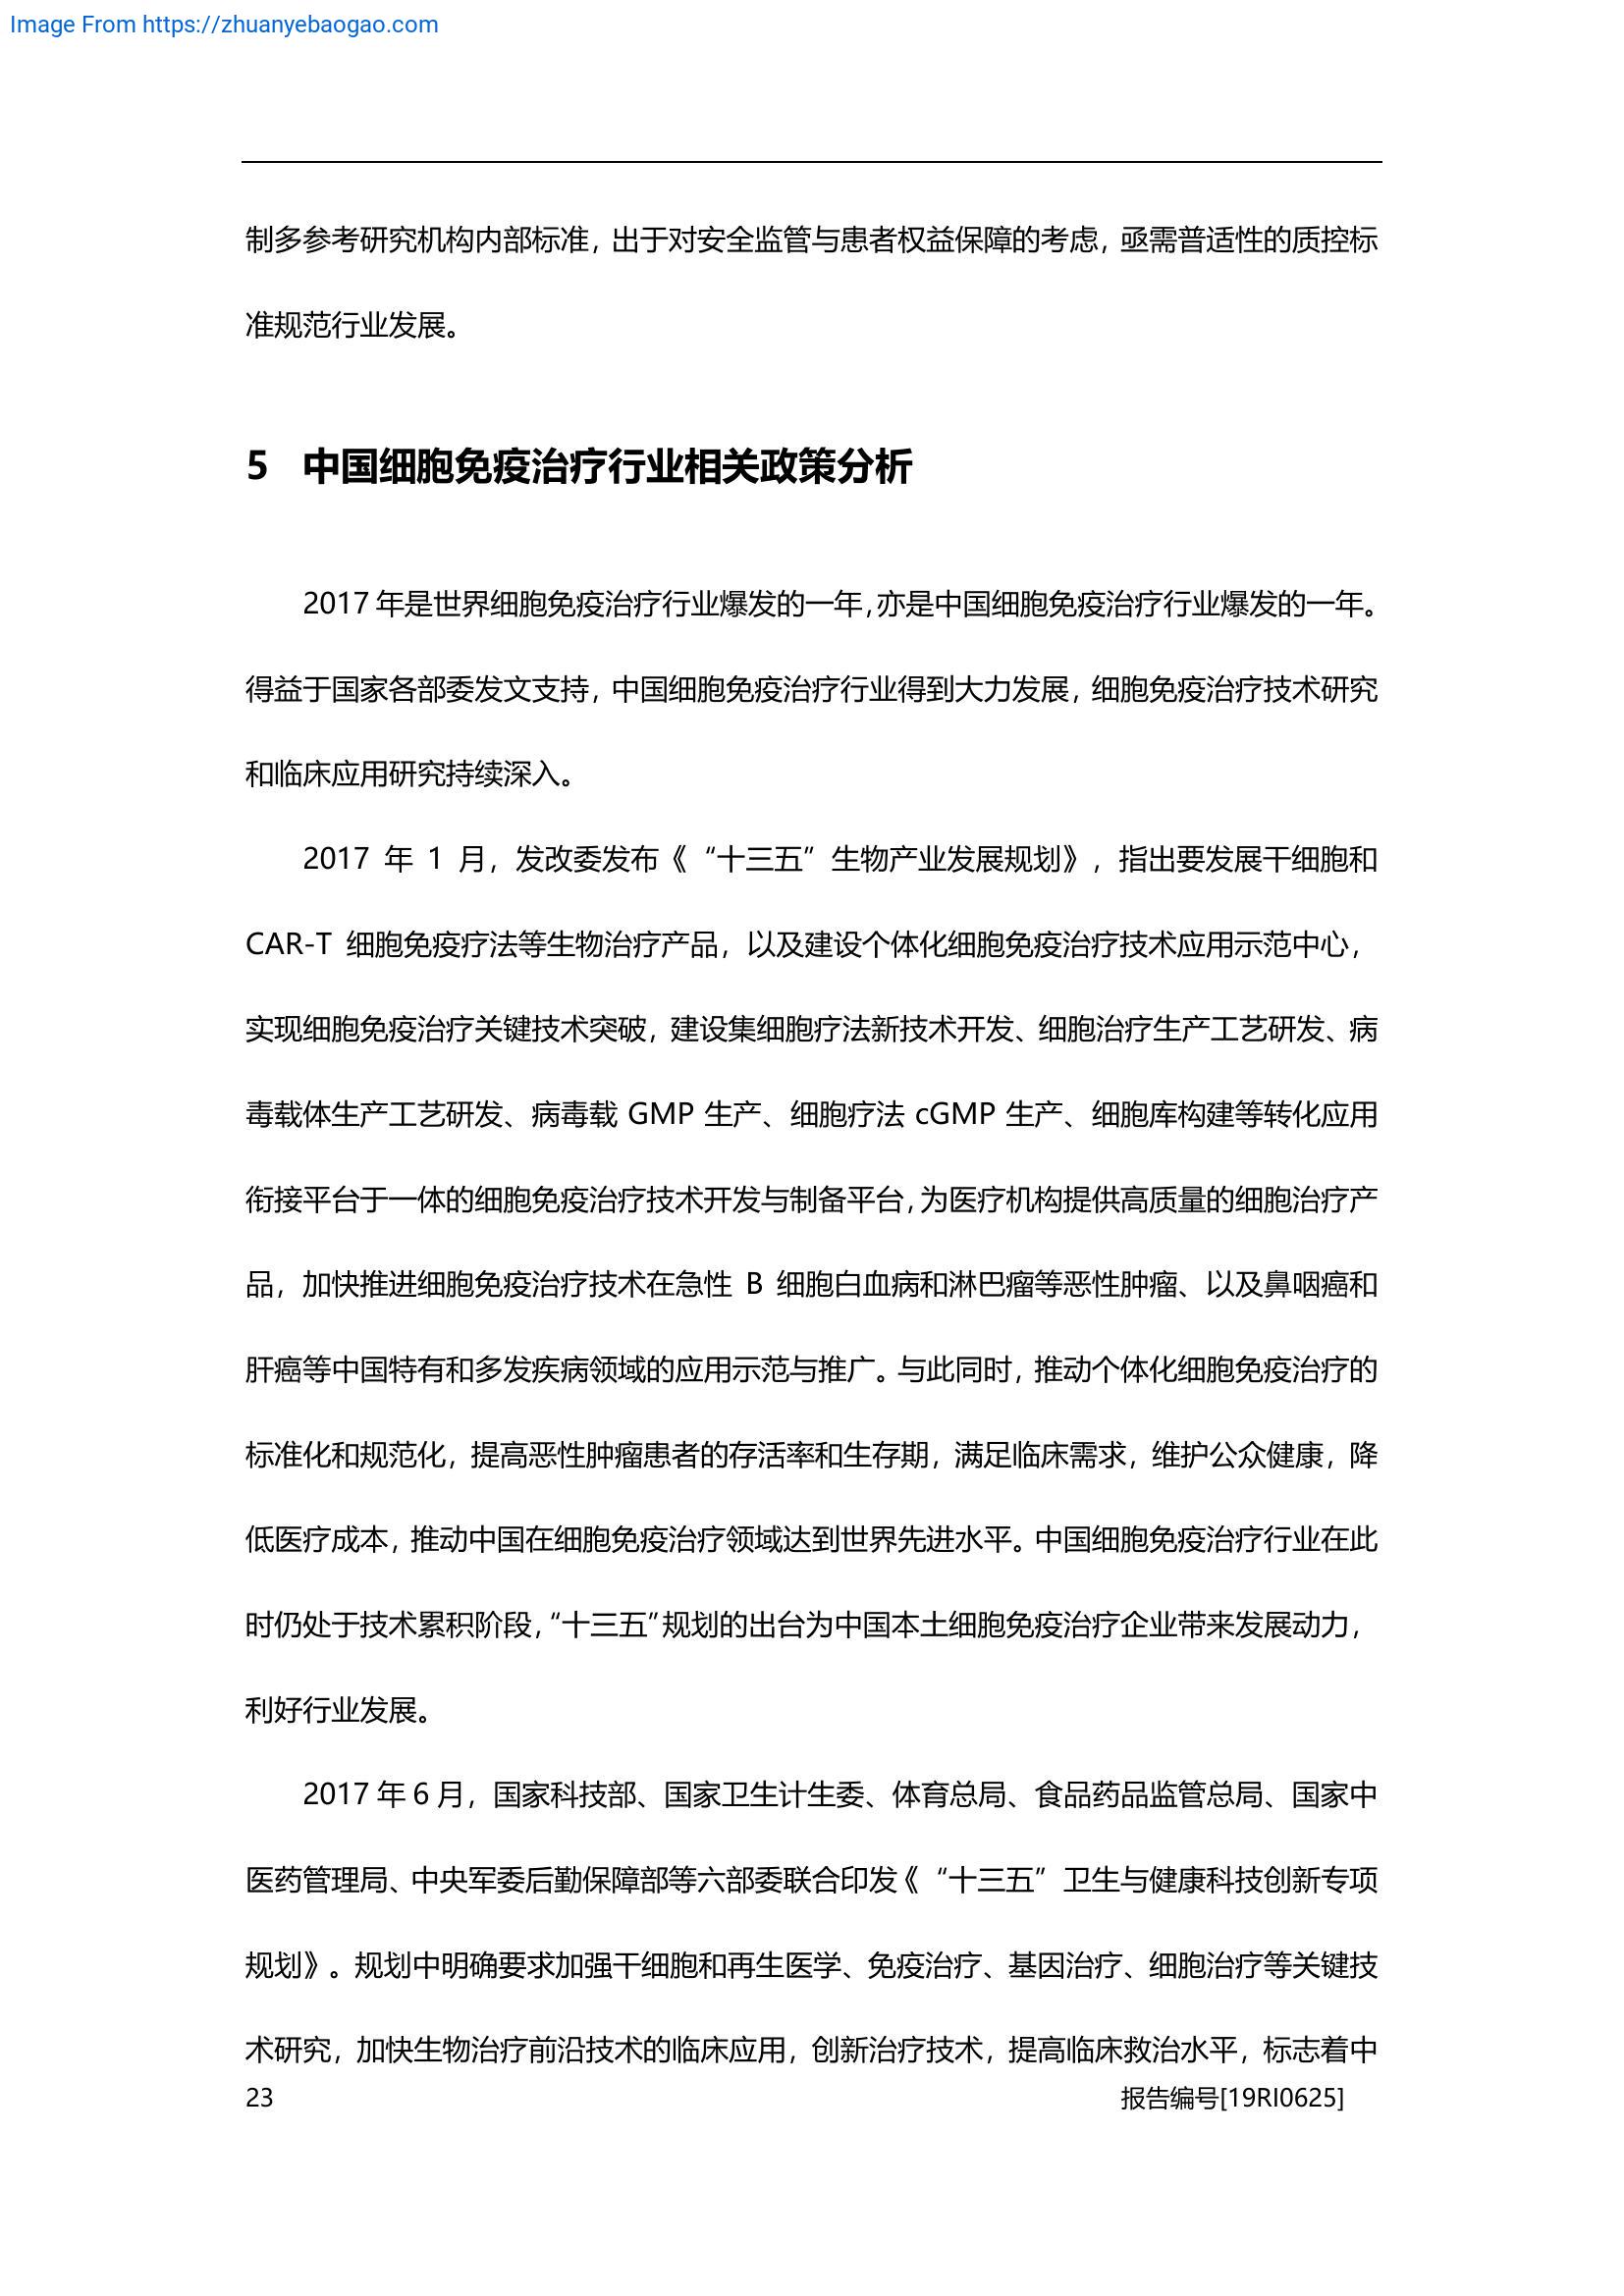 Image From https://zhuanyebaogao.com
制多参考研究机构内部标准，出于对安全监管与患者权益保障的考虑，亟需普适性的质控标
准规范行业发展。
5 中国细胞免疫治疗行业相关政策分析
2017 年是世界细胞免疫治疗行业爆发的一年，亦是中国细胞免疫治疗行业爆发的一年。
得益于国家各部委发文支持，中国细胞免疫治疗行业得到大力发展，细胞免疫治疗技术研究
和临床应用研究持续深入。
2017 年 1 月，发改委发布《“十三五”生物产业发展规划》，指出要发展干细胞和
CAR-T 细胞免疫疗法等生物治疗产品，以及建设个体化细胞免疫治疗技术应用示范中心，
实现细胞免疫治疗关键技术突破，建设集细胞疗法新技术开发、细胞治疗生产工艺研发、病
毒载体生产工艺研发、病毒载 GMP 生产、细胞疗法 cGMP 生产、细胞库构建等转化应用
衔接平台于一体的细胞免疫治疗技术开发与制备平台，为医疗机构提供高质量的细胞治疗产
品，加快推进细胞免疫治疗技术在急性 B 细胞白血病和淋巴瘤等恶性肿瘤、以及鼻咽癌和
肝癌等中国特有和多发疾病领域的应用示范与推广。与此同时，推动个体化细胞免疫治疗的
标准化和规范化，提高恶性肿瘤患者的存活率和生存期，满足临床需求，维护公众健康，降
低医疗成本，推动中国在细胞免疫治疗领域达到世界先进水平。中国细胞免疫治疗行业在此
时仍处于技术累积阶段，“十三五”规划的出台为中国本土细胞免疫治疗企业带来发展动力，
利好行业发展。
2017 年 6 月，国家科技部、国家卫生计生委、体育总局、食品药品监管总局、国家中
医药管理局、中央军委后勤保障部等六部委联合印发《“十三五”卫生与健康科技创新专项
规划》。规划中明确要求加强干细胞和再生医学、免疫治疗、基因治疗、细胞治疗等关键技
术研究，加快生物治疗前沿技术的临床应用，创新治疗技术，提高临床救治水平，标志着中
23 报告编号[19RI0625]